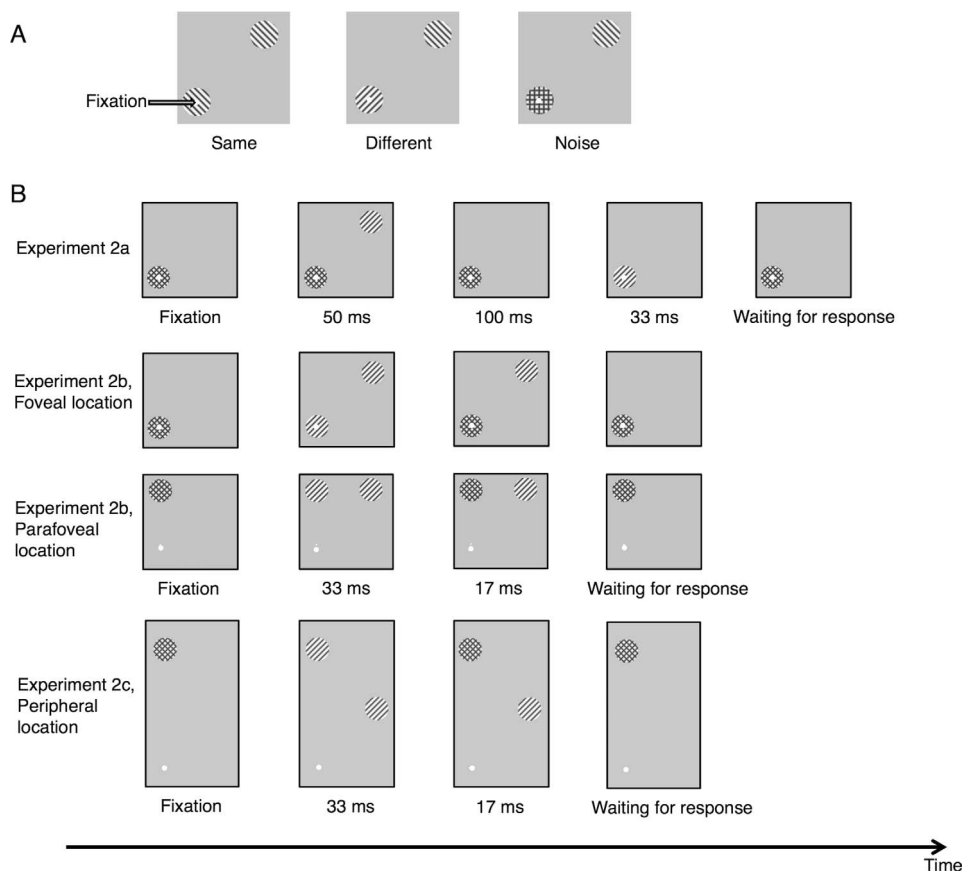 A
Fixation
Same Different Noise
B
Experiment 2a
Fixation 50 ms 100 ms 33 ms Waiting for response
Experiment 2b,
Foveal location
Experiment 2b,
Parafoveal
location
Fixation 33 ms 17 ms Waiting for response
Experiment 2c,
Peripheral
location
Fixation 33 ms 17 ms Waiting for response
Time